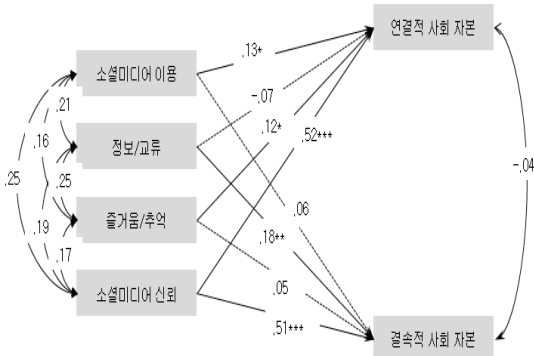 연결적 사회 자본
.13*
소셜미디어 이용
-.07
.21
.12*
.52***
.16
정보/교류
-.04
.25
.25
.06
.19
즐거움/추억
.18**
.17
.05
소셜미디어 신뢰
.51***
결속적 사회 자본